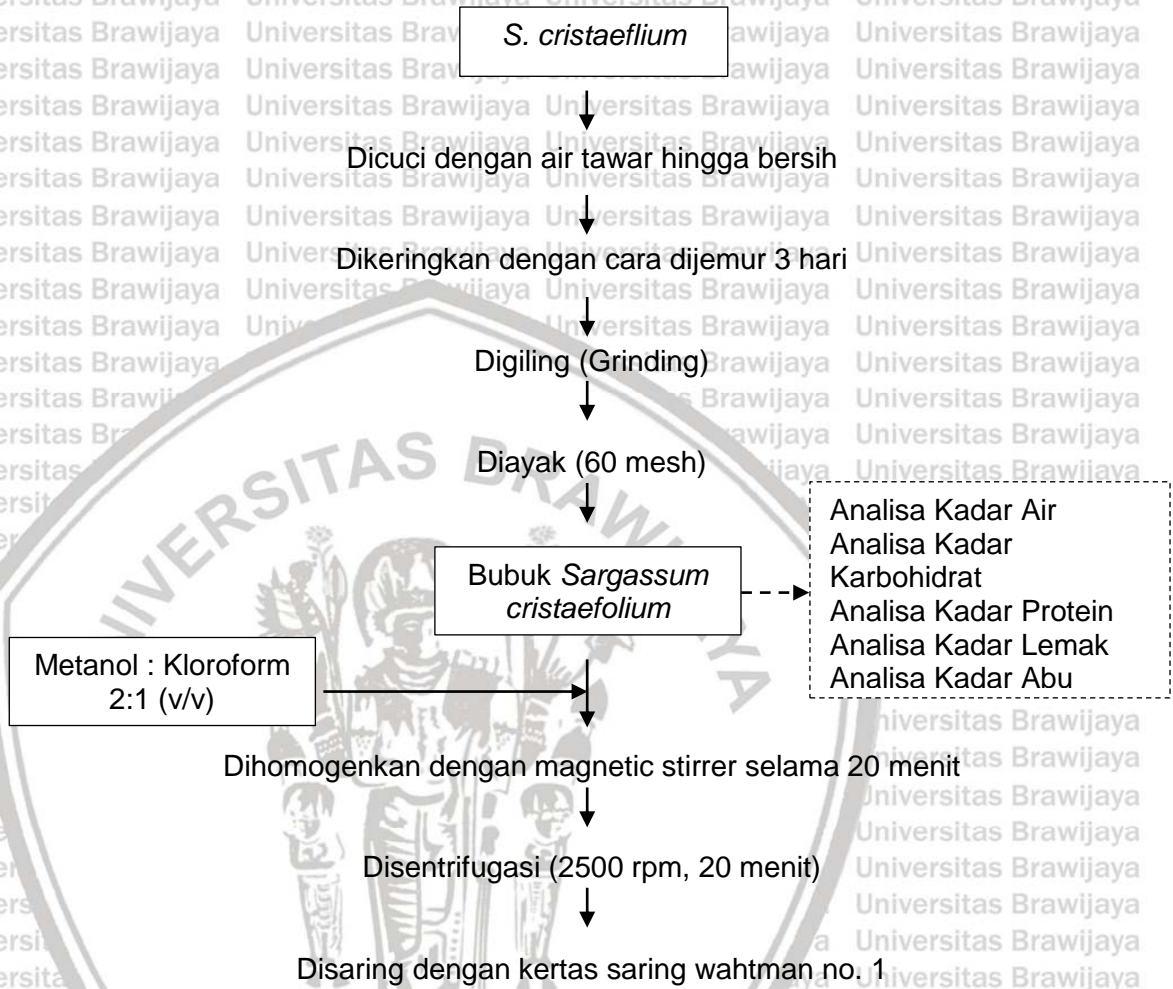 S. cristaeflium
Dicuci dengan air tawar hingga bersih
Dikeringkan dengan cara dijemur 3 hari
Digiling (Grinding)
Diayak (60 mesh)
Bubuk Sargassum
cristaefolium
Analisa Kadar Air
Analisa Kadar
Karbohidrat
Analisa Kadar Protein
Analisa Kadar Lemak
Analisa Kadar Abu
Metanol : Kloroform
2:1 (v/v)
Dihomogenkan dengan magnetic stirrer selama 20 menit
Disentrifugasi (2500 rpm, 20 menit)
Disaring dengan kertas saring wahtman no. 1
UNIVERSITAS BRAWIJAYA